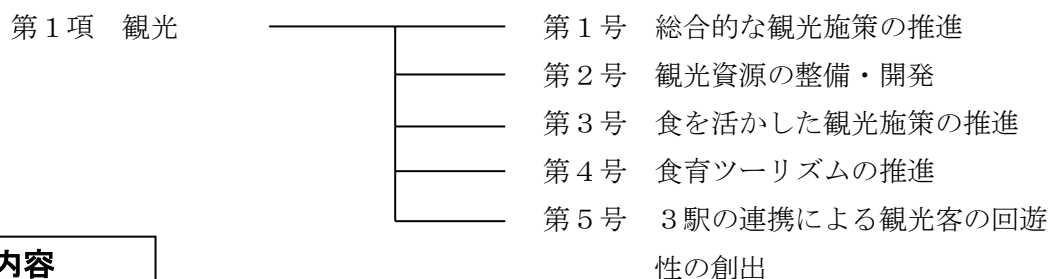 第１項　観光　第１号　総合的な観光施策の推進
第２号　観光資源の整備・開発
第３号　食を活かした観光施策の推進
第４号　食育ツーリズムの推進
第５号　３駅の連携による観光客の回遊
性の創出
内容